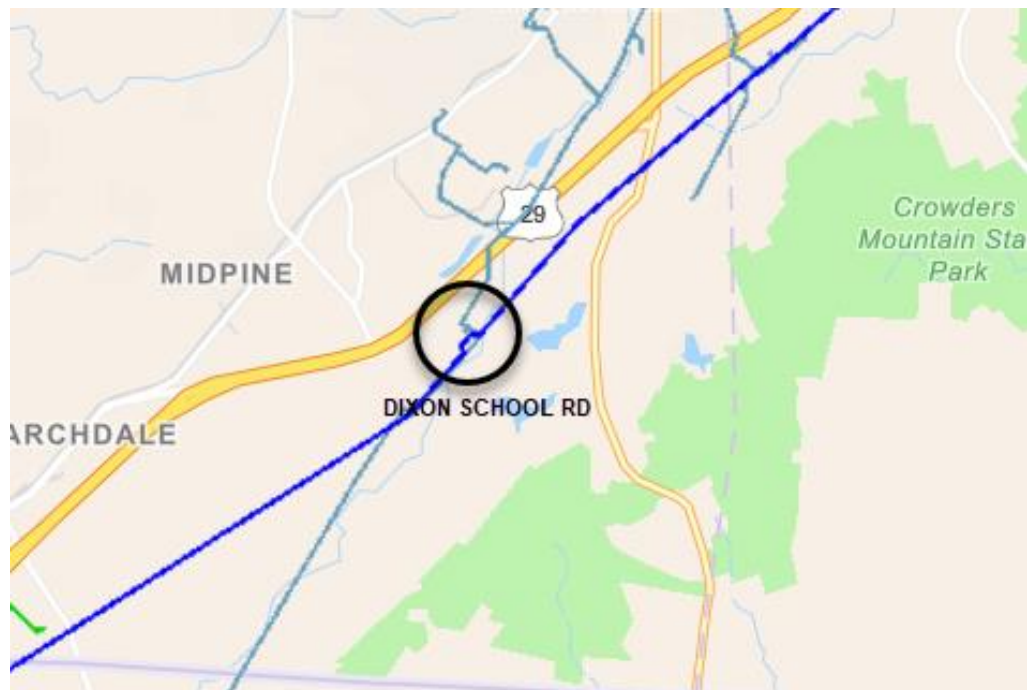 29
Crowders
Mountain Sta
Park
MIDPINE
DIXON SCHOOL RD
ARCHDALE